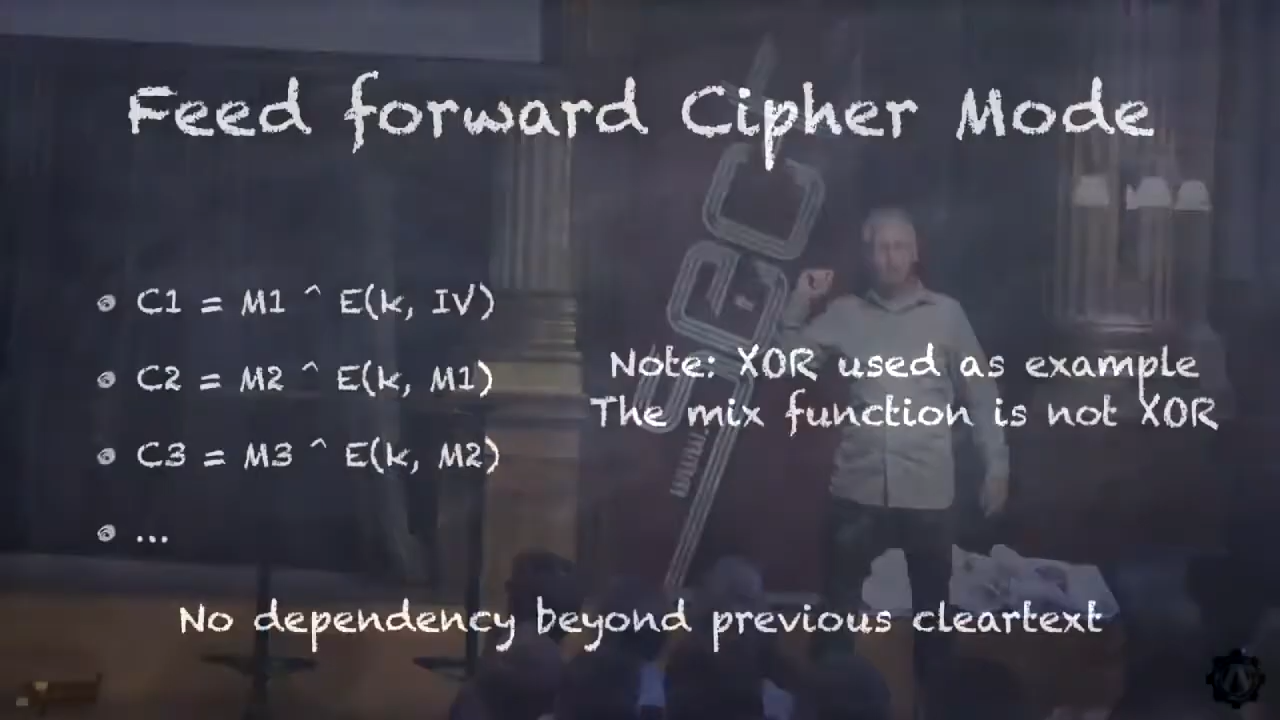 Feed forward Cipher Mode
C1 = M1 ^ E(k, IV)
C2 = M2 ^ E(k, M1)
C3 = M3 ^ E(k, M2)
...
Note: XOR used as example
The mix function is not XOR
No dependency beyond previous cleartext